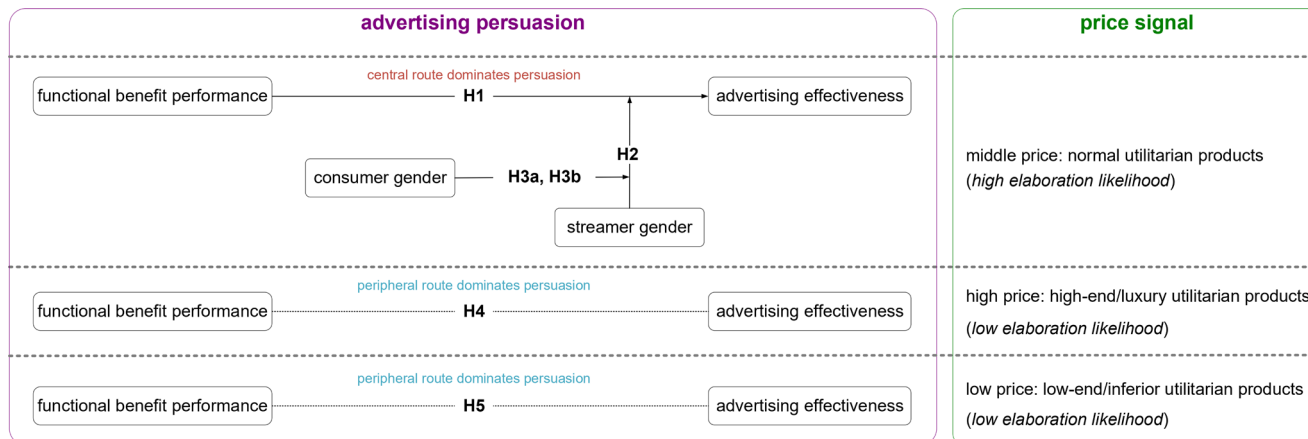 advertising persuasion
price signal
central route dominates persuasion
functional benefit performance
H1
advertising effectiveness
H2
consumer gender
H3a, H3b
streamer gender
middle price: normal utilitarian products
(high elaboration likelihood)
peripheral route dominates persuasion
functional benefit performance
H4
advertising effectiveness
high price: high-end/luxury utilitarian products
(low elaboration likelihood)
peripheral route dominates persuasion
functional benefit performance
H5
advertising effectiveness
low price: low-end/inferior utilitarian products
(low elaboration likelihood)